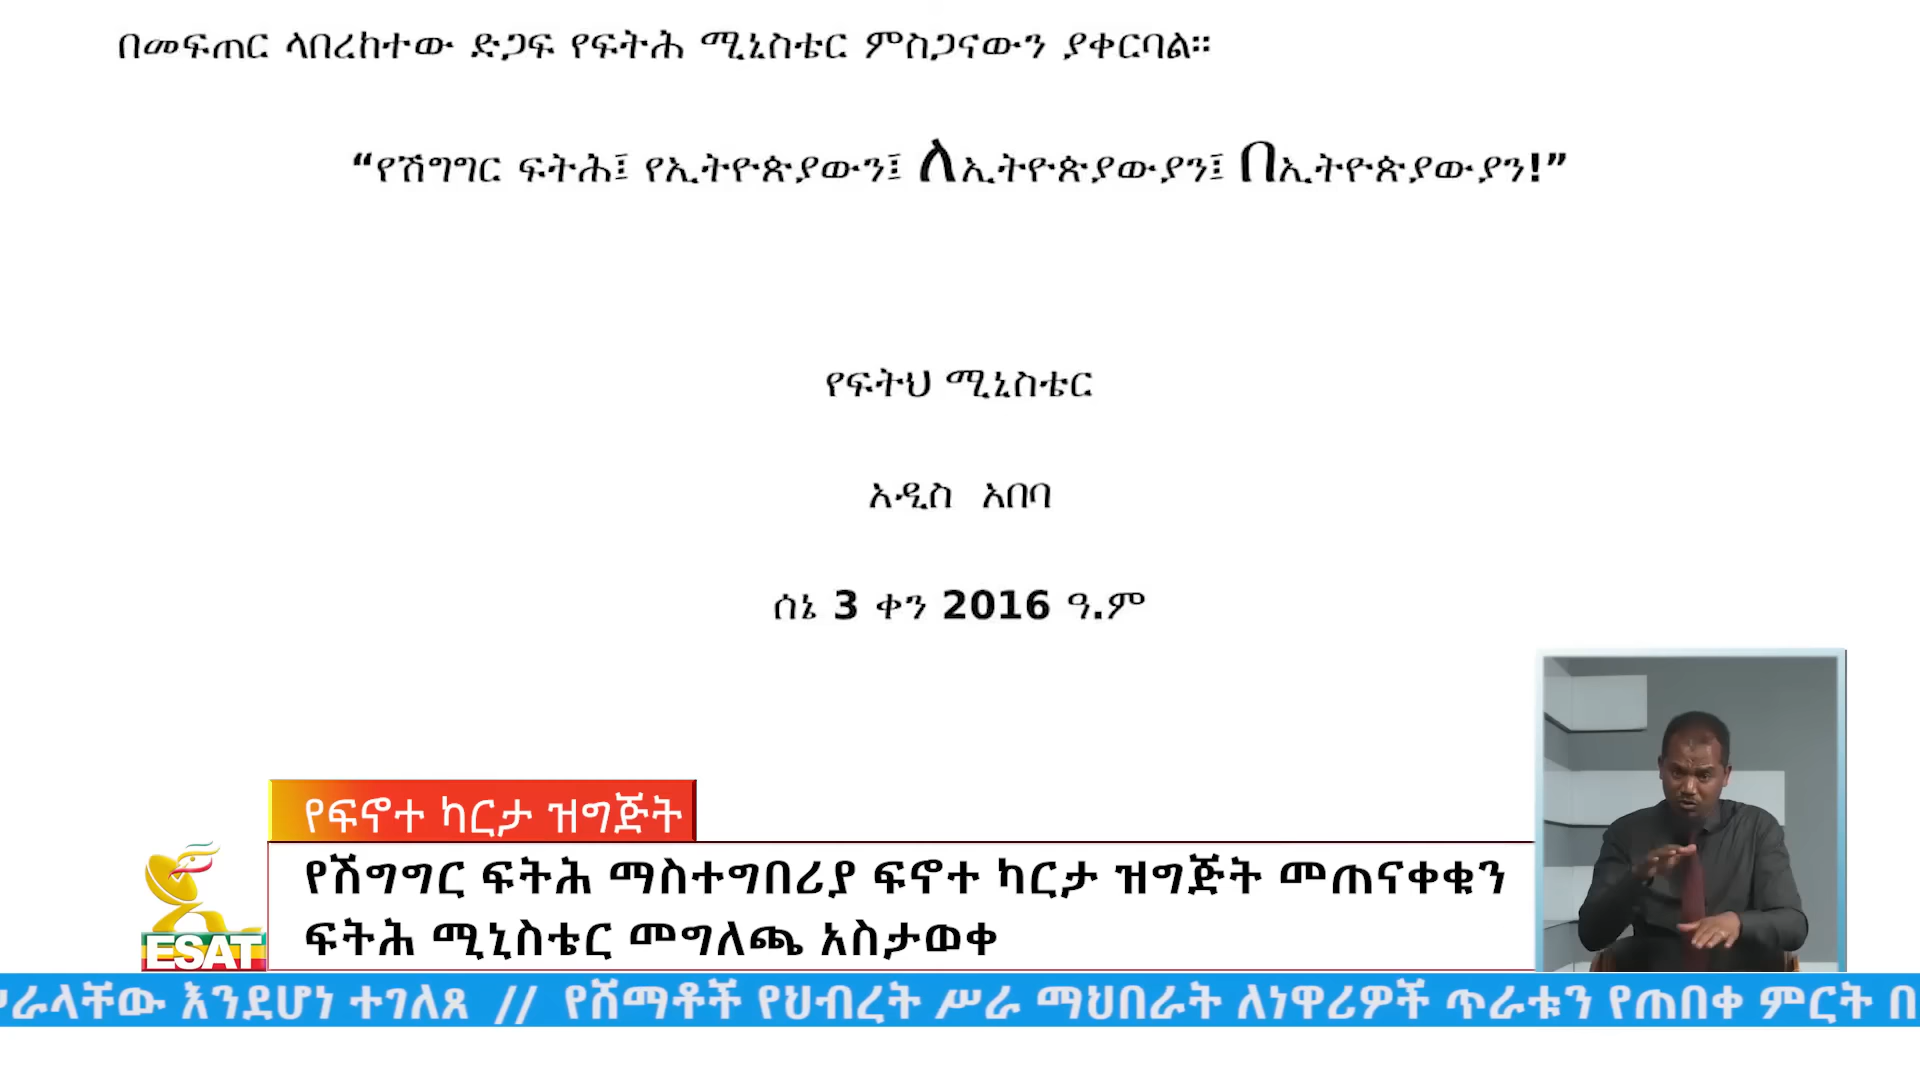 በመፍጠር ላበረከተው ድጋፍ የፍትሕ ሚኒስቴር ምስጋናውን ያቀርባል።
“የሽግግር ፍትሕ፤ የኢትዮጵያውን፤ ለኢትዮጵያውያን፤ በኢትዮጵያውያን!”
የፍትህ ሚኒስቴር
አዲስ አበባ
ሰኔ 3 ቀን 2016 ዓ.ም
የፍኖተ ካርታ ዝግጅት
የሽግግር ፍትሕ ማስተግበሪያ ፍኖተ ካርታ ዝግጅት መጠናቀቁን
ፍትሕ ሚኒስቴር መግለጫ አስታወቀ
ESAT
እንደሆነ ተገለጸ // የሸማቶች የህብረት ሥራ ማህበራት ለነዋሪዎች ጥራቱን የጠበቀ ምርት በ